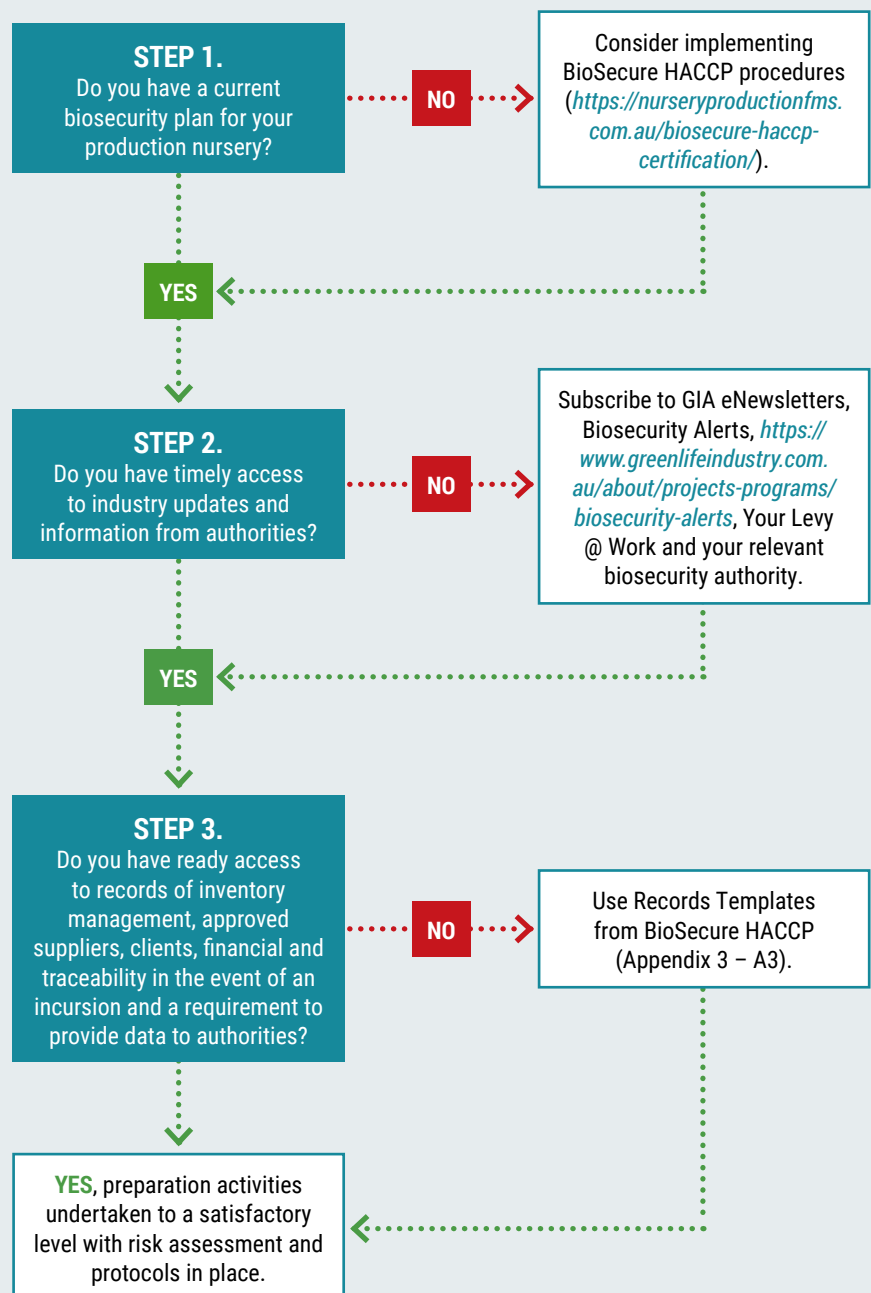 STEP 1.
Do you have a current
biosecurity plan for your
production nursery?
NO
Consider implementing
BioSecure HACCP procedures
(https://nurseryproductionfms.
com.au/biosecure-haccp-
certification/).
YES
STEP 2.
Do you have timely access
to industry updates and
information from authorities?
NO
Subscribe to GIA eNewsletters,
Biosecurity Alerts, https://
www.greenlifeindustry.com.
au/about/projects-programs/
biosecurity-alerts, Your Levy
@ Work and your relevant
biosecurity authority.
YES
STEP 3.
Do you have ready access
to records of inventory
management, approved
suppliers, clients, financial and
traceability in the event of an
incursion and a requirement to
provide data to authorities?
NO
Use Records Templates
from BioSecure HACCP
(Appendix 3 – A3).
YES, preparation activities
undertaken to a satisfactory
level with risk assessment and
protocols in place.